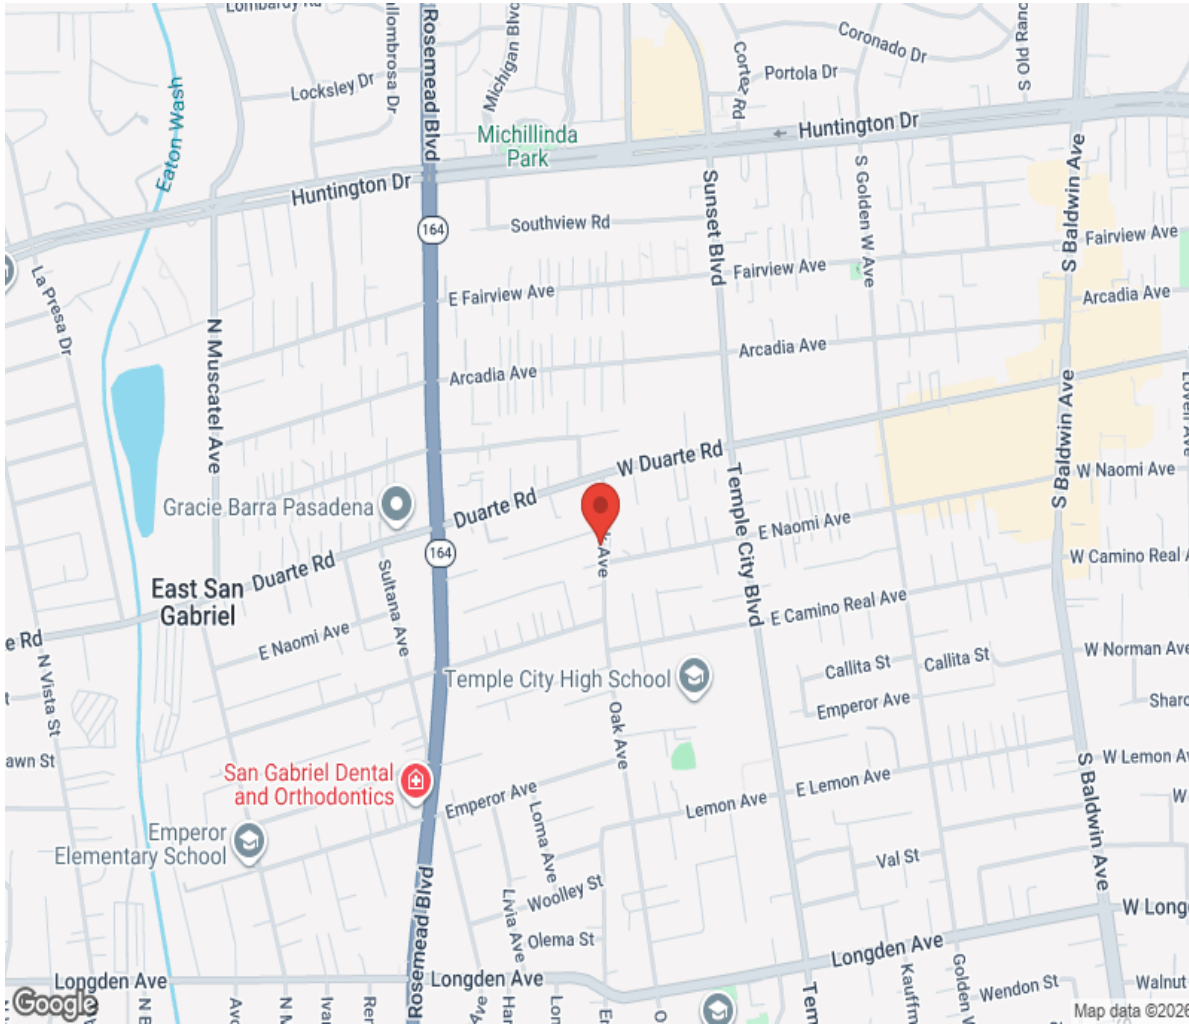 Lombardy Rd
Rosemead Blvd
Michigan Blvd
Cortez Rd
Coronado Dr
Portola Dr
Locksley Dr
Eaton Wash
Michillinda
Park
Huntington Dr
Huntington Dr
S Baldwin Ave
Sunset Blvd
S Golden W Ave
Southview Rd
164
Fairview Ave
Fairview Ave
E Fairview Ave
La Presa Dr
Arcadia Ave
N Muscatel Ave
Arcadia Ave
Arcadia Ave
S Baldwin Ave
W Duarte Rd
W Naomi Ave
Temple City Blvd
Gracie Barra Pasadena
Duarte Rd
E Naomi Ave
164
Ave
W Camino Real A
Duarte Rd
East San
Gabriel
Sultana Ave
E Camino Real Ave
e Rd
E Naomi Ave
W Norman Ave
Callita St
Callita St
N Vista St
Temple City High School
Emperor Ave
Oak Ave
awn St
San Gabriel Dental
and Orthodontics
S Baldwin Ave
W Lemon Av
E Lemon Ave
Lemon Ave
Emperor Ave
Loma Ave
Emperor
Elementary School
Val St
Woolley St
Rosemead Blvd
Livia Ave
W Long
Olema St
Longden Ave
Longden Ave
Longden Ave
Golden W
Kauffm
Wendon St
Walnut
Google
Map data ©2026